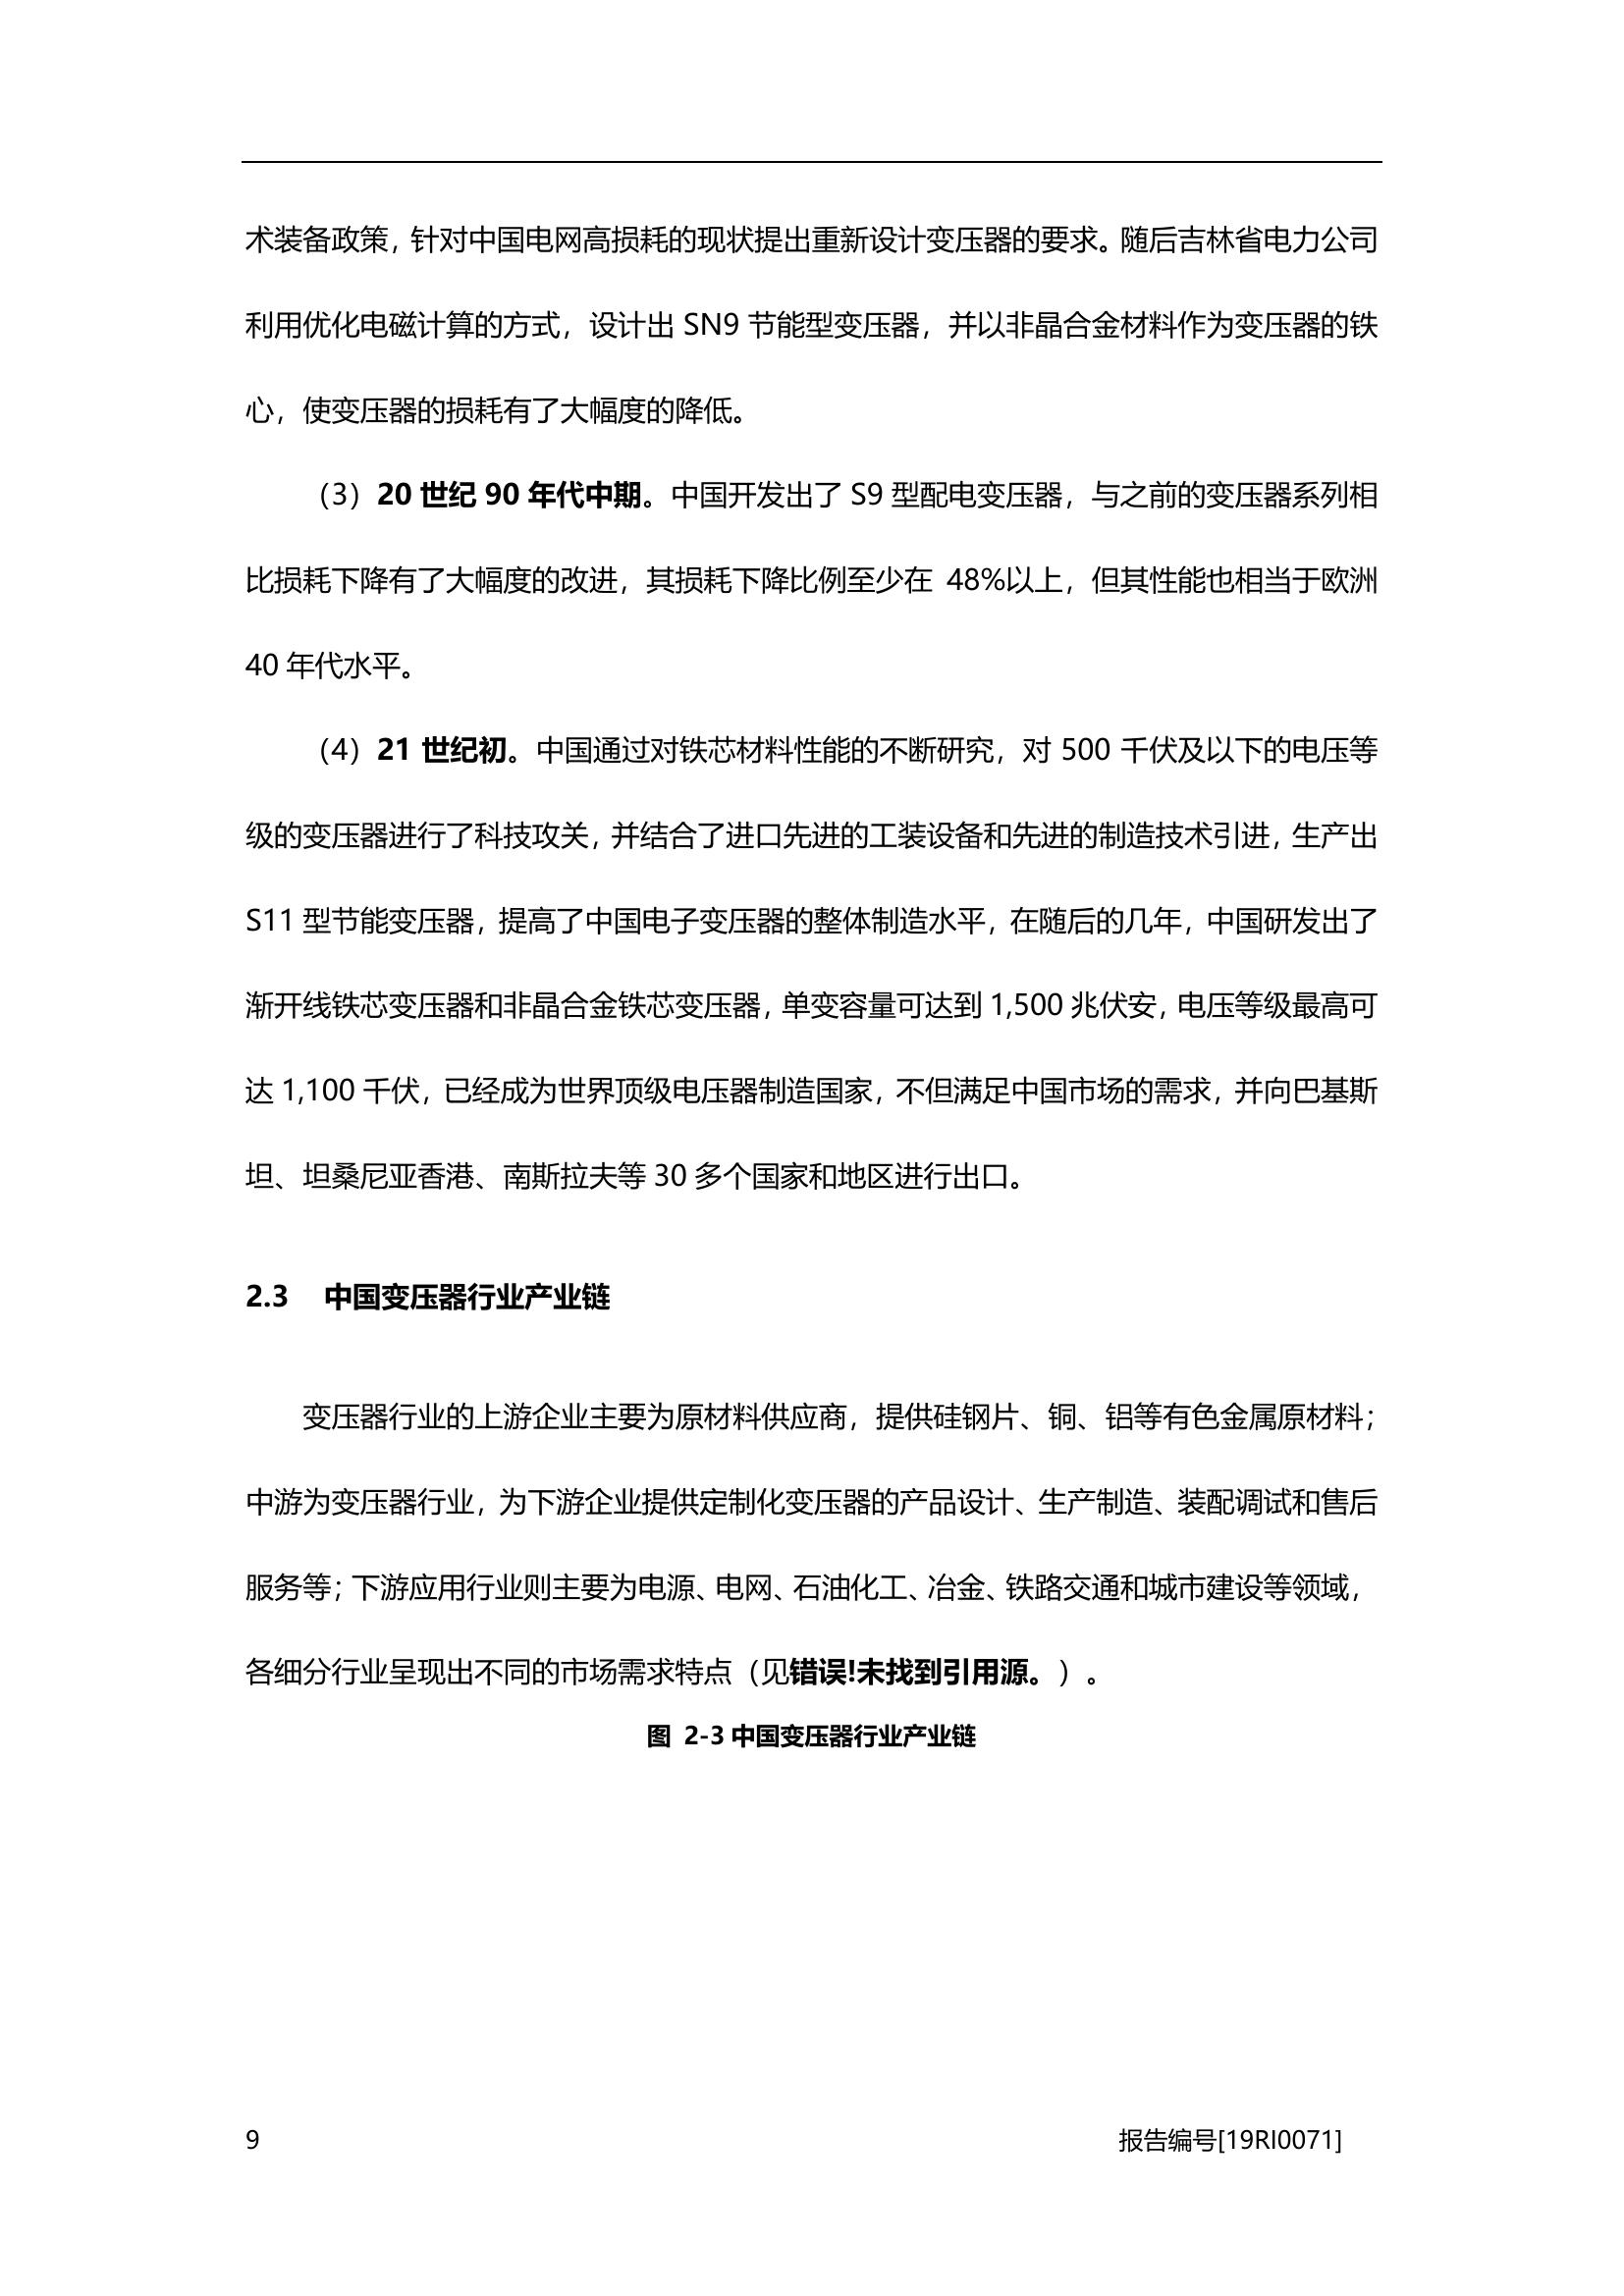 术装备政策，针对中国电网高损耗的现状提出重新设计变压器的要求。随后吉林省电力公司
利用优化电磁计算的方式，设计出 SN9 节能型变压器，并以非晶合金材料作为变压器的铁
心，使变压器的损耗有了大幅度的降低。
（3）20 世纪 90 年代中期。中国开发出了 S9 型配电变压器，与之前的变压器系列相
比损耗下降有了大幅度的改进，其损耗下降比例至少在 48%以上，但其性能也相当于欧洲
40 年代水平。
（4）21 世纪初。中国通过对铁芯材料性能的不断研究，对 500 千伏及以下的电压等
级的变压器进行了科技攻关，并结合了进口先进的工装设备和先进的制造技术引进，生产出
S11 型节能变压器，提高了中国电子变压器的整体制造水平，在随后的几年，中国研发出了
渐开线铁芯变压器和非晶合金铁芯变压器，单变容量可达到 1,500 兆伏安，电压等级最高可
达 1,100 千伏，已经成为世界顶级电压器制造国家，不但满足中国市场的需求，并向巴基斯
坦、坦桑尼亚香港、南斯拉夫等 30 多个国家和地区进行出口。
2.3 中国变压器行业产业链
变压器行业的上游企业主要为原材料供应商，提供硅钢片、铜、铝等有色金属原材料；
中游为变压器行业，为下游企业提供定制化变压器的产品设计、生产制造、装配调试和售后
服务等；下游应用行业则主要为电源、电网、石油化工、冶金、铁路交通和城市建设等领域，
各细分行业呈现出不同的市场需求特点（见错误!未找到引用源。）。
图 2-3 中国变压器行业产业链
9 报告编号[19RI0071]